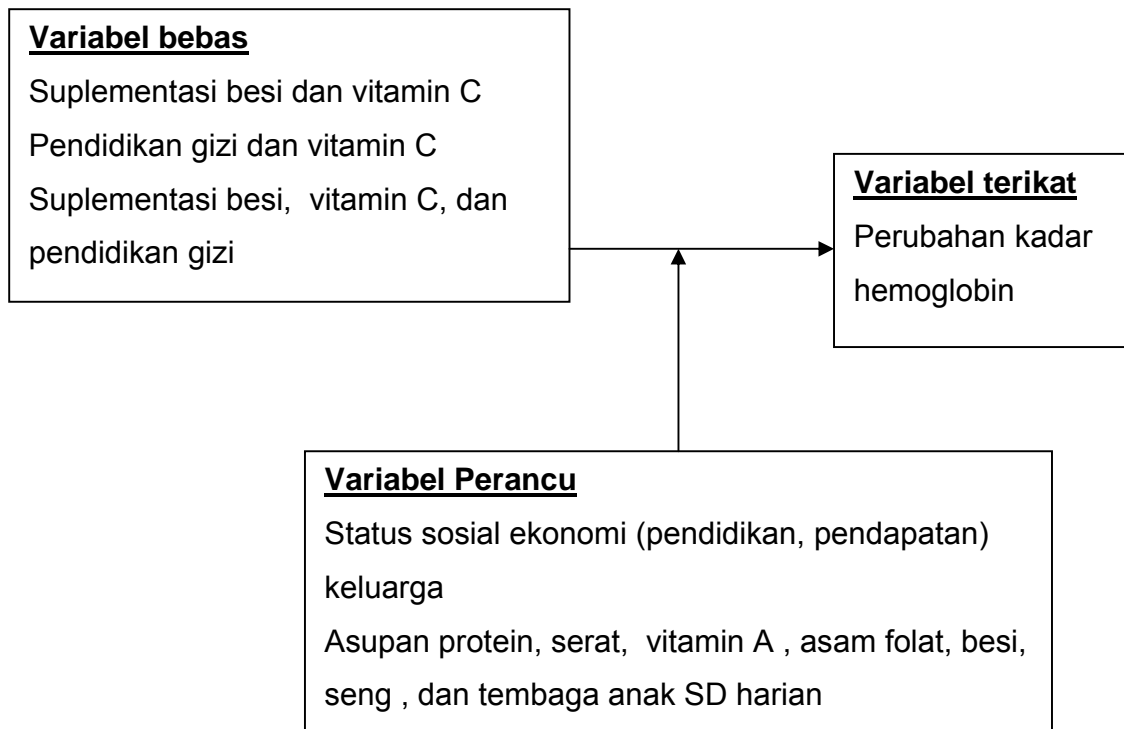 Variabel bebas
Suplementasi besi dan vitamin C
Pendidikan gizi dan vitamin C
Suplementasi besi,  vitamin C, dan
pendidikan gizi
Variabel terikat
Perubahan kadar
hemoglobin
Variabel Perancu
Status sosial ekonomi (pendidikan, pendapatan)
keluarga
Asupan protein, serat,  vitamin A , asam folat, besi,
seng , dan tembaga anak SD harian